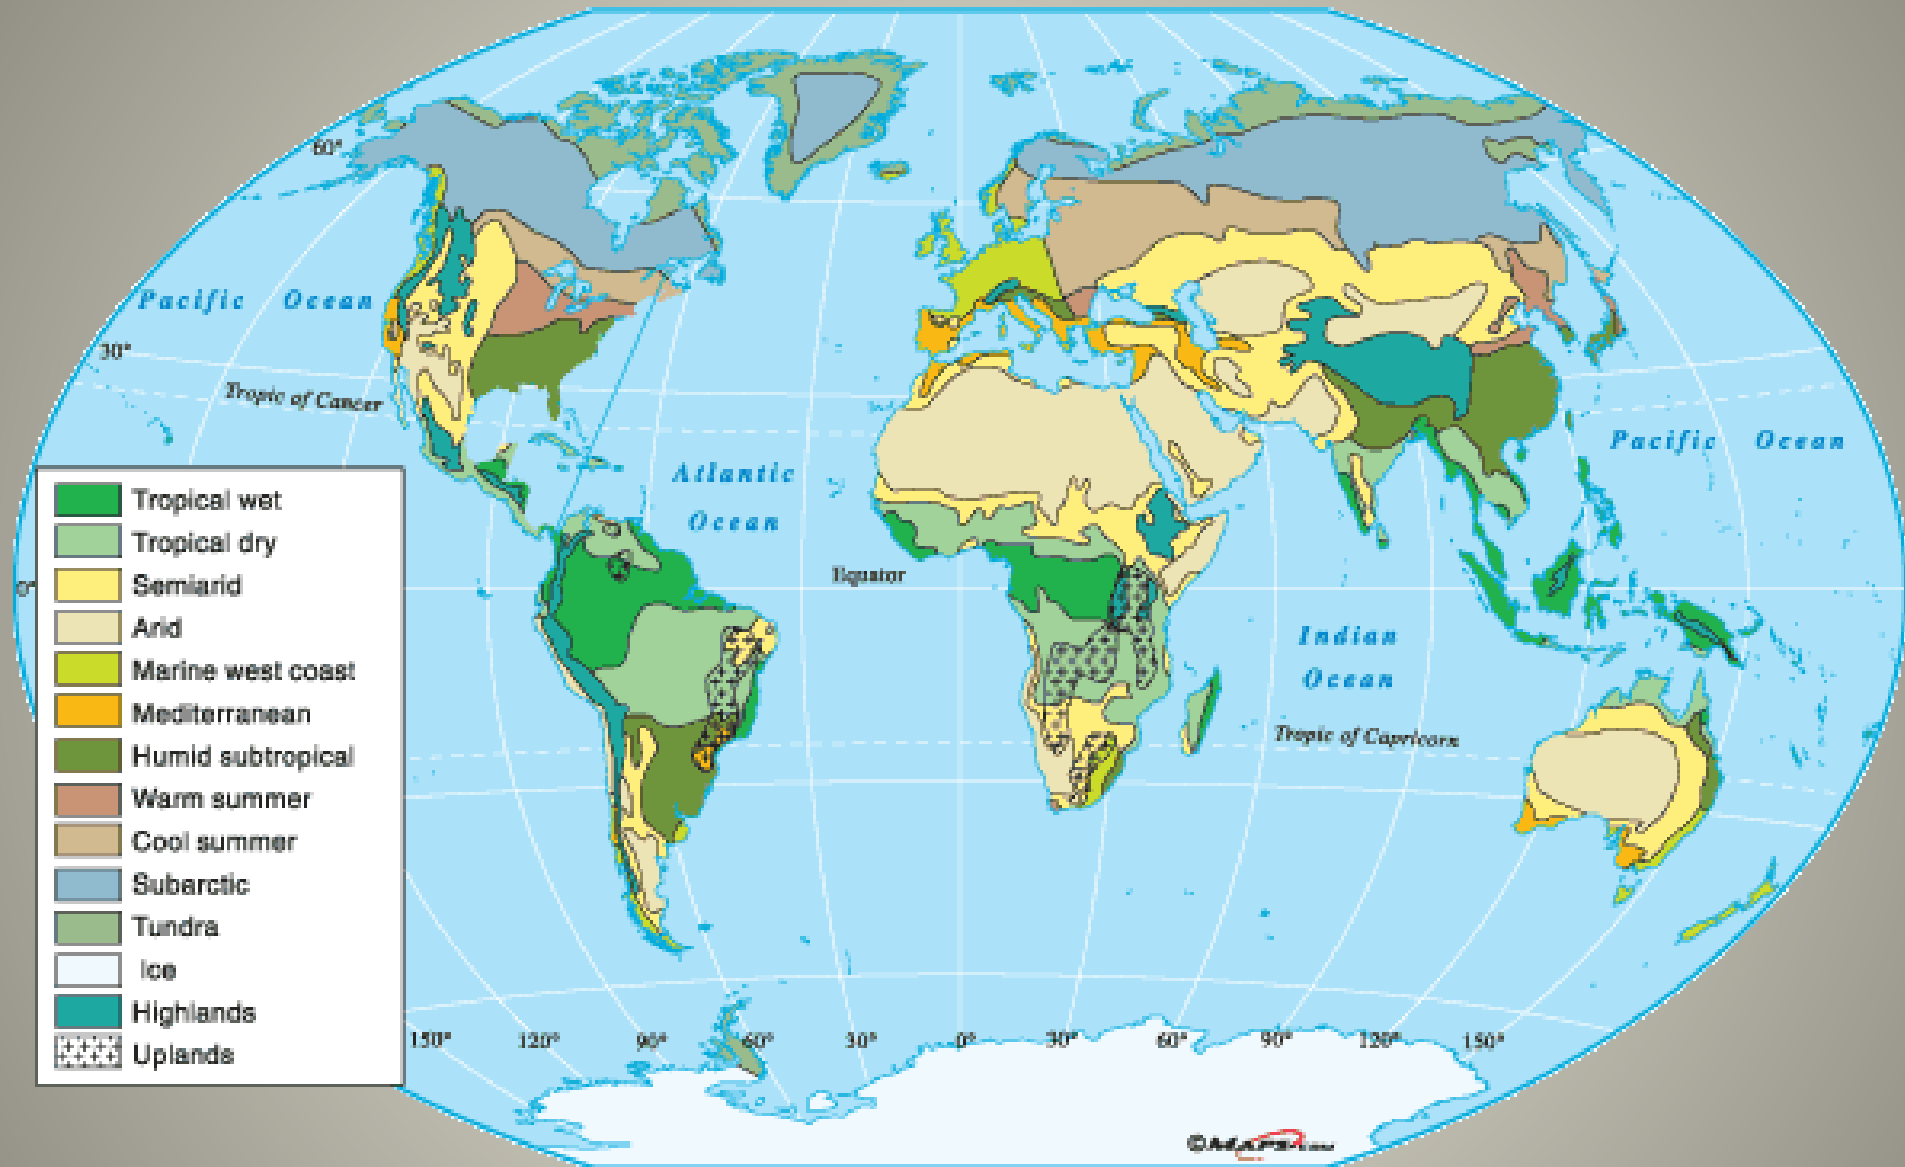 60°
Pacific Ocean
30°
Tropic of Cancer
Atlantic
Ocean
Pacific Ocean
Equator
0°
Indian
Ocean
Tropic of Capricorn
Tropical wet
Tropical dry
Semiarid
Arid
Marine west coast
Mediterranean
Humid subtropical
Warm summer
Cool summer
Subarctic
Tundra
Ice
Highlands
Uplands
150° 120° 90° 60° 30° 0° 30° 60° 90° 120° 150°
©MAPS.COM